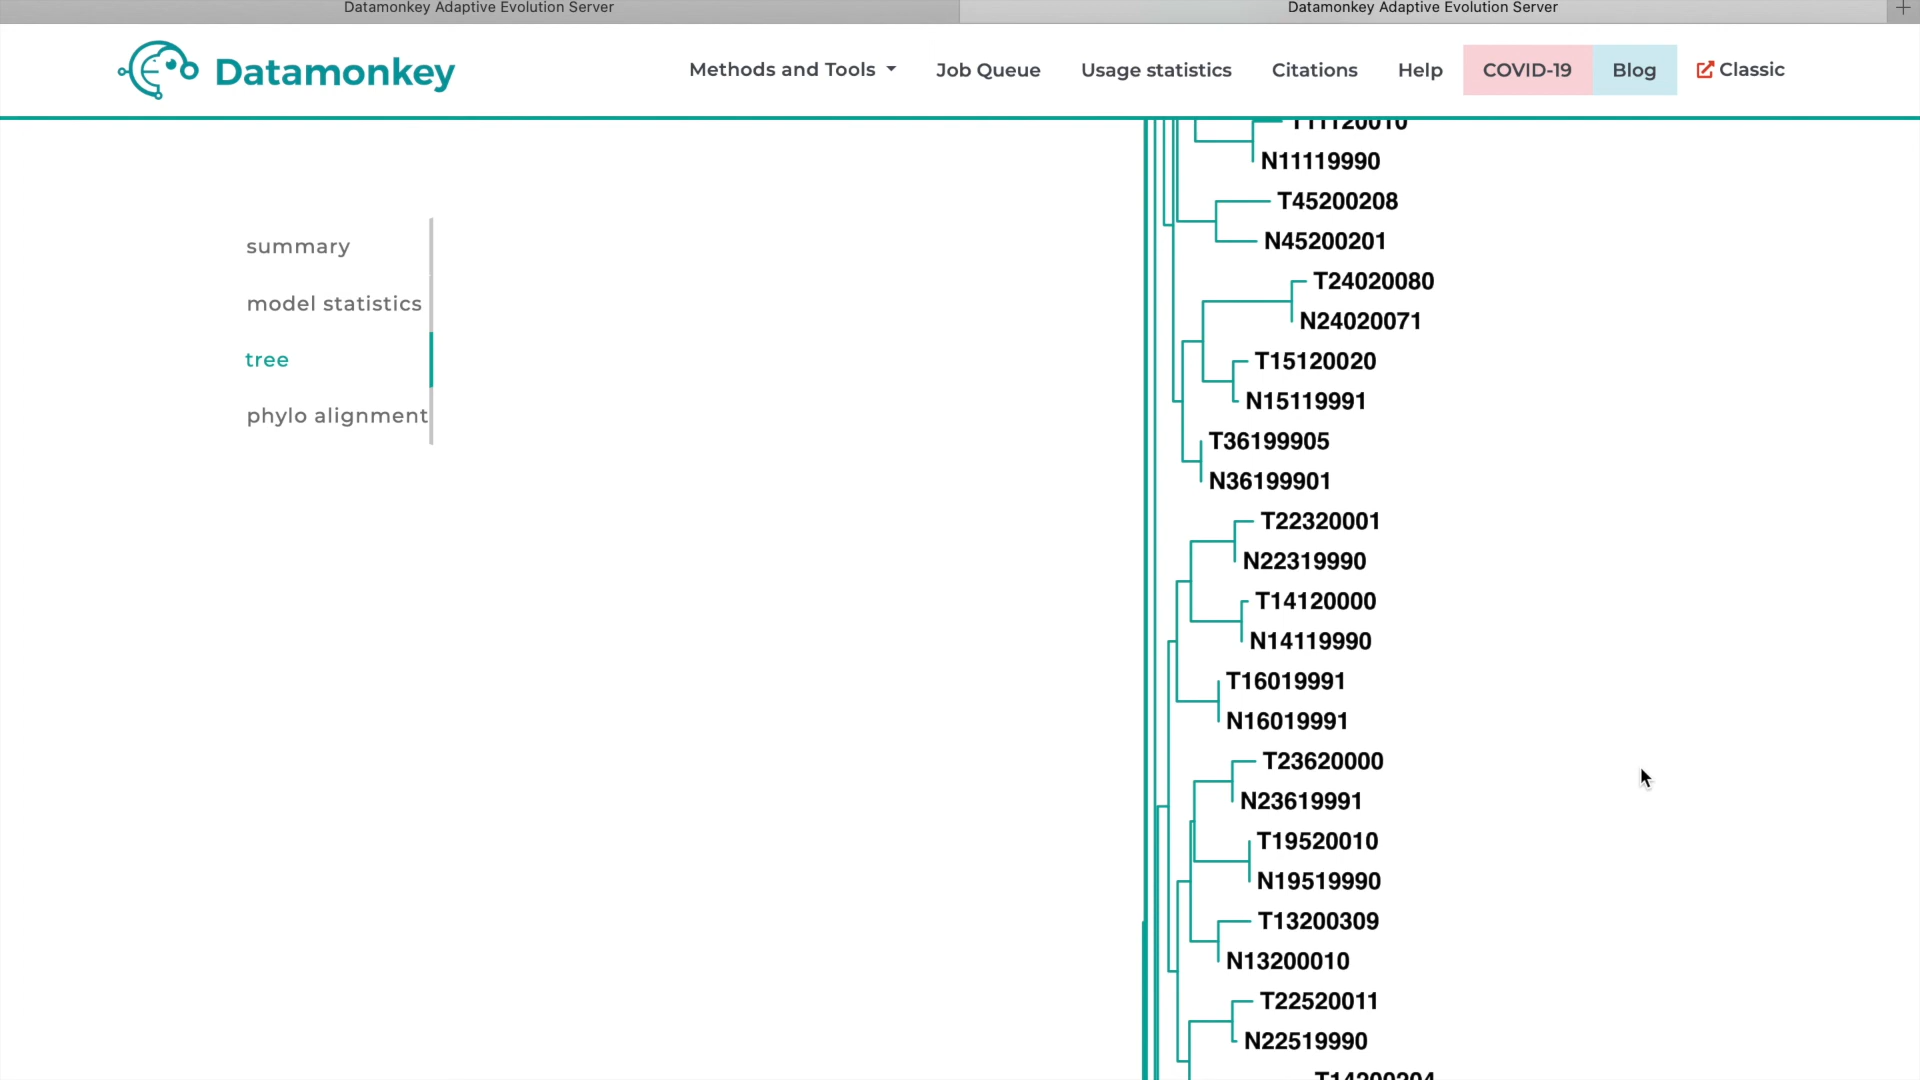 Datamonkey Adaptive Evolution Server
Datamonkey Adaptive Evolution Server
Datamonkey
Methods and Tools
Job Queue
Usage statistics
Citations
Help
COVID-19
Blog
Classic
summary
model statistics
tree
phylo alignment
T11120010
N11119990
T45200208
N45200201
T24020080
N24020071
T15120020
N15119991
T36199905
N36199901
T22320001
N22319990
T14120000
N14119990
T16019991
N16019991
T23620000
N23619991
T19520010
N19519990
T13200309
N13200010
T22520011
N22519990
T14200204